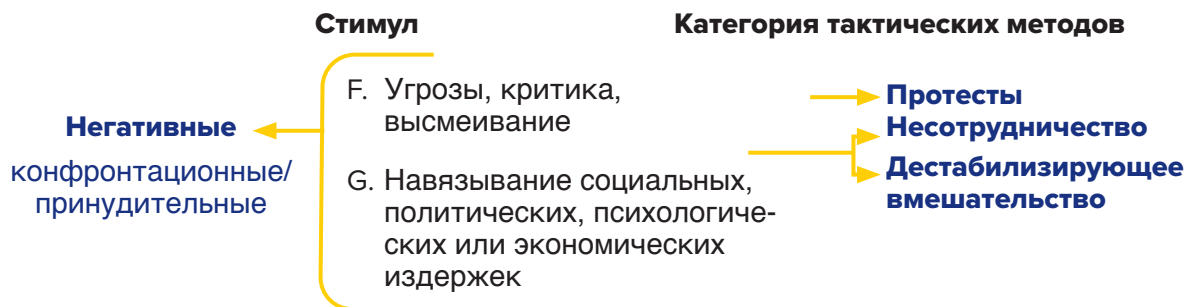 Стимул
Категория тактических методов
Негативные
конфронтационные/
принудительные
F. Угрозы, критика,
высмеивание
G. Навязывание социальных,
политических, психологиче-
ских или экономических
издержек
Протесты
Несотрудничество
Дестабилизирующее
вмешательство